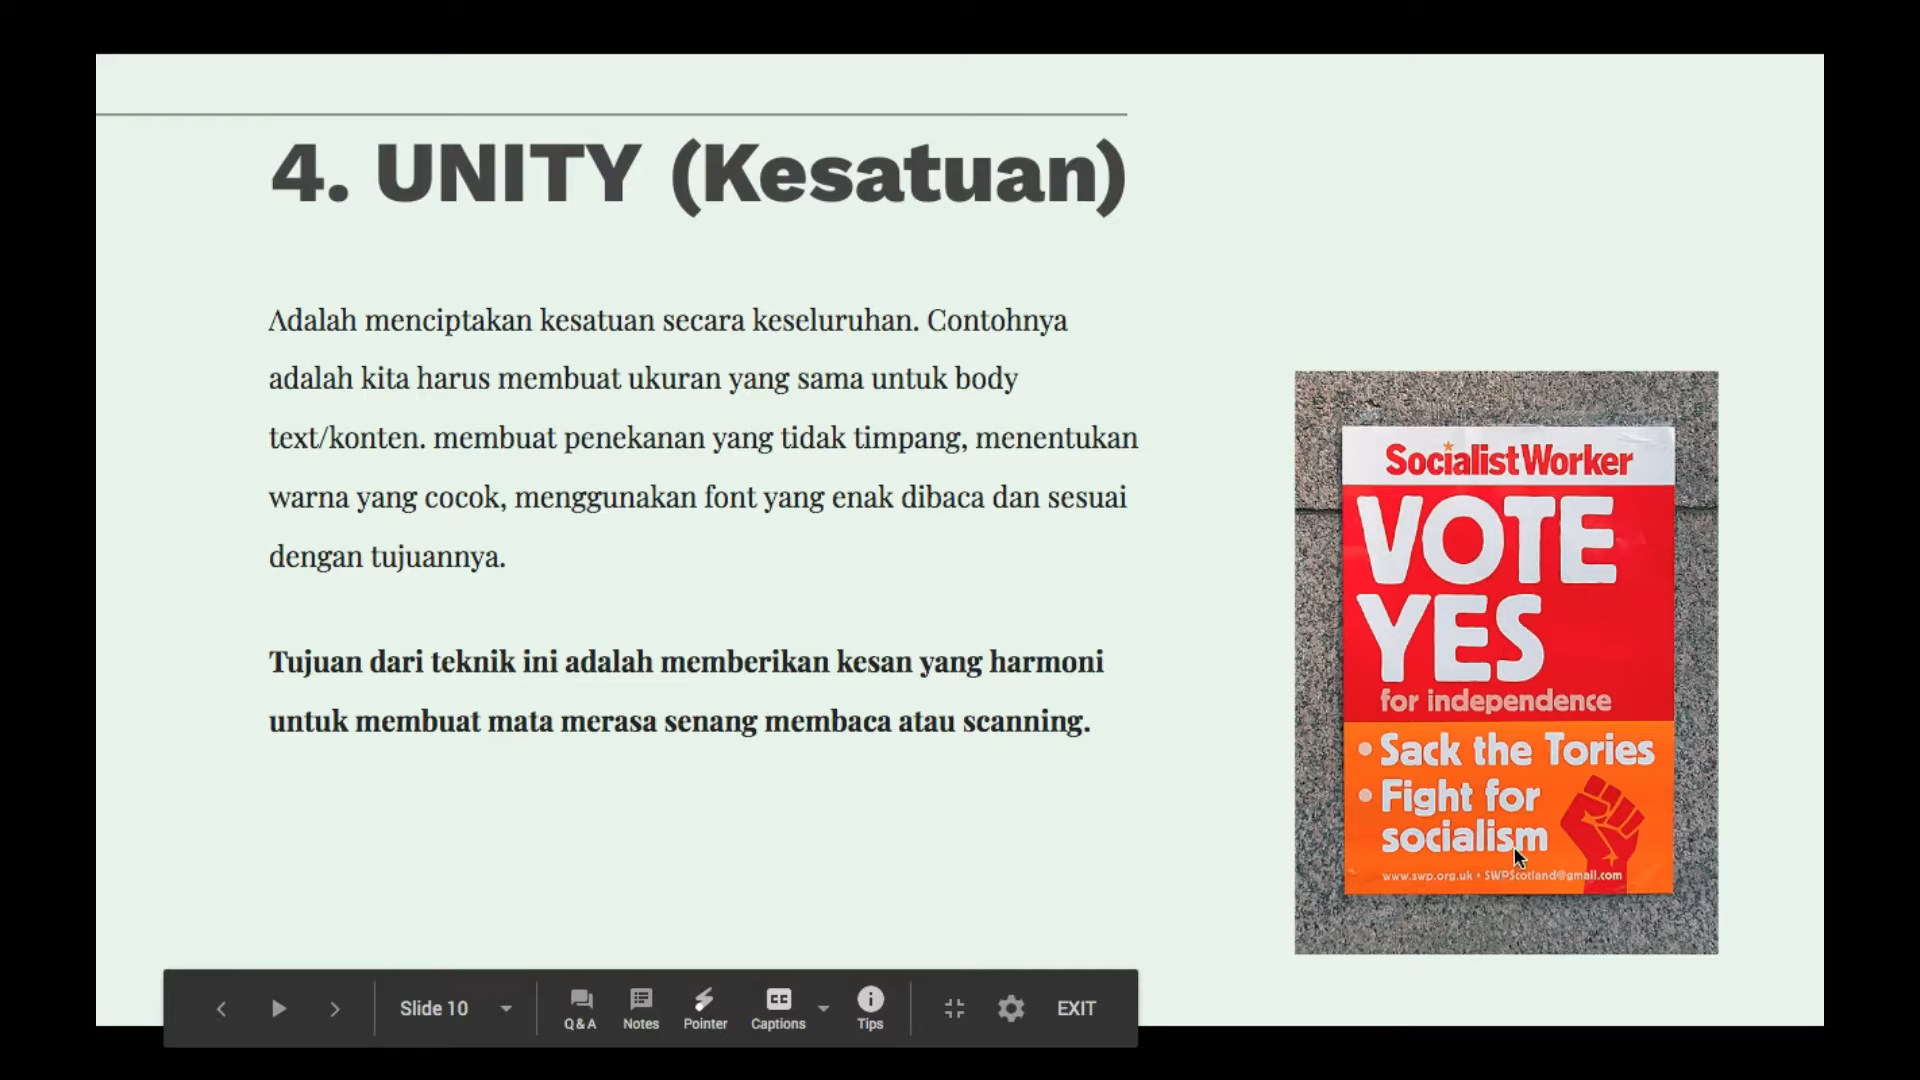 4. UNITY (Kesatuan)
Adalah menciptakan kesatuan secara keseluruhan. Contohnya
adalah kita harus membuat ukuran yang sama untuk body
text/konten. membuat penekanan yang tidak timpang, menentukan
warna yang cocok, menggunakan font yang enak dibaca dan sesuai
dengan tujuannya.
Tujuan dari teknik ini adalah memberikan kesan yang harmoni
untuk membuat mata merasa senang membaca atau scanning.
Socialist Worker
VOTE
YES
for independence
• Sack the Tories
• Fight for
socialism
www.swp.org.uk • SWPScotland@gmail.com
Slide 10
Q & A
Notes
Pointer
CC
Captions
Tips
EXIT